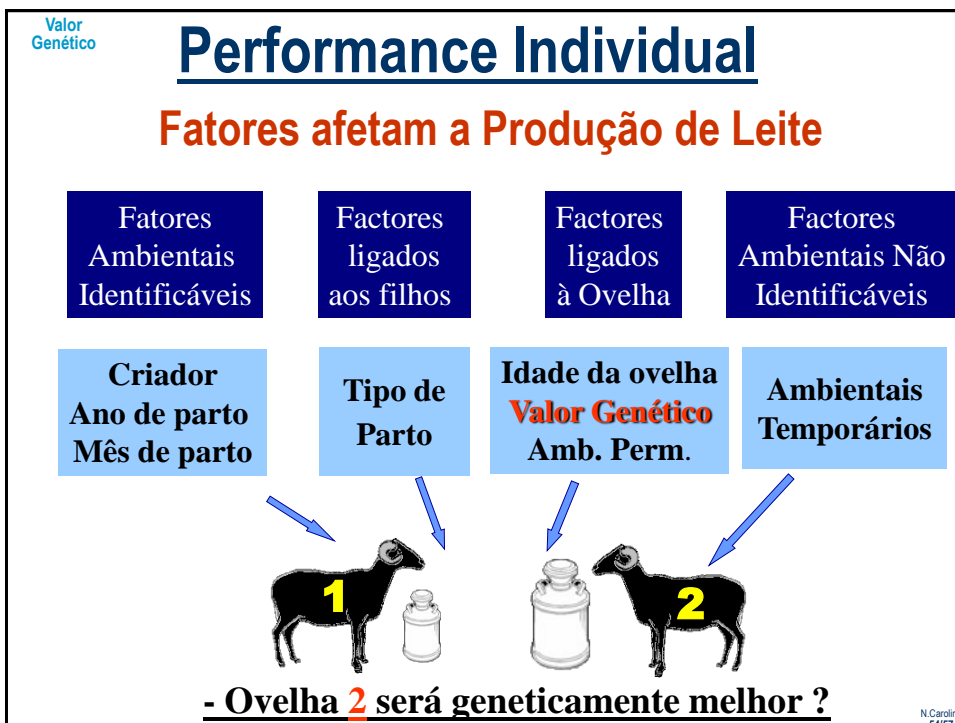 Valor
Genético
Performance Individual
Fatores afetam a Produção de Leite
Fatores
Ambientais
Identificáveis
Factores
ligados
aos filhos
Factores
ligados
à Ovelha
Factores
Ambientais Não
Identificáveis
Criador
Ano de parto
Mês de parto
Tipo de
Parto
Idade da ovelha
Valor Genético
Amb. Perm.
Ambientais
Temporários
1
2
- Ovelha 2 será geneticamente melhor ?